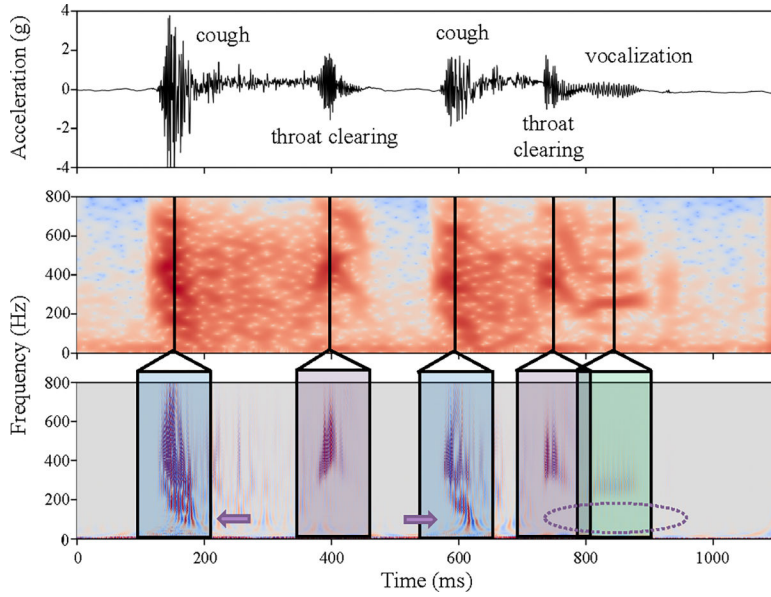 Acceleration (g)
4
2
0
-2
-4
cough
throat clearing
cough
throat
clearing
vocalization
Frequency (Hz)
800
600
400
200
0
800
600
400
200
0
0
200
400
600
800
1000
Time (ms)